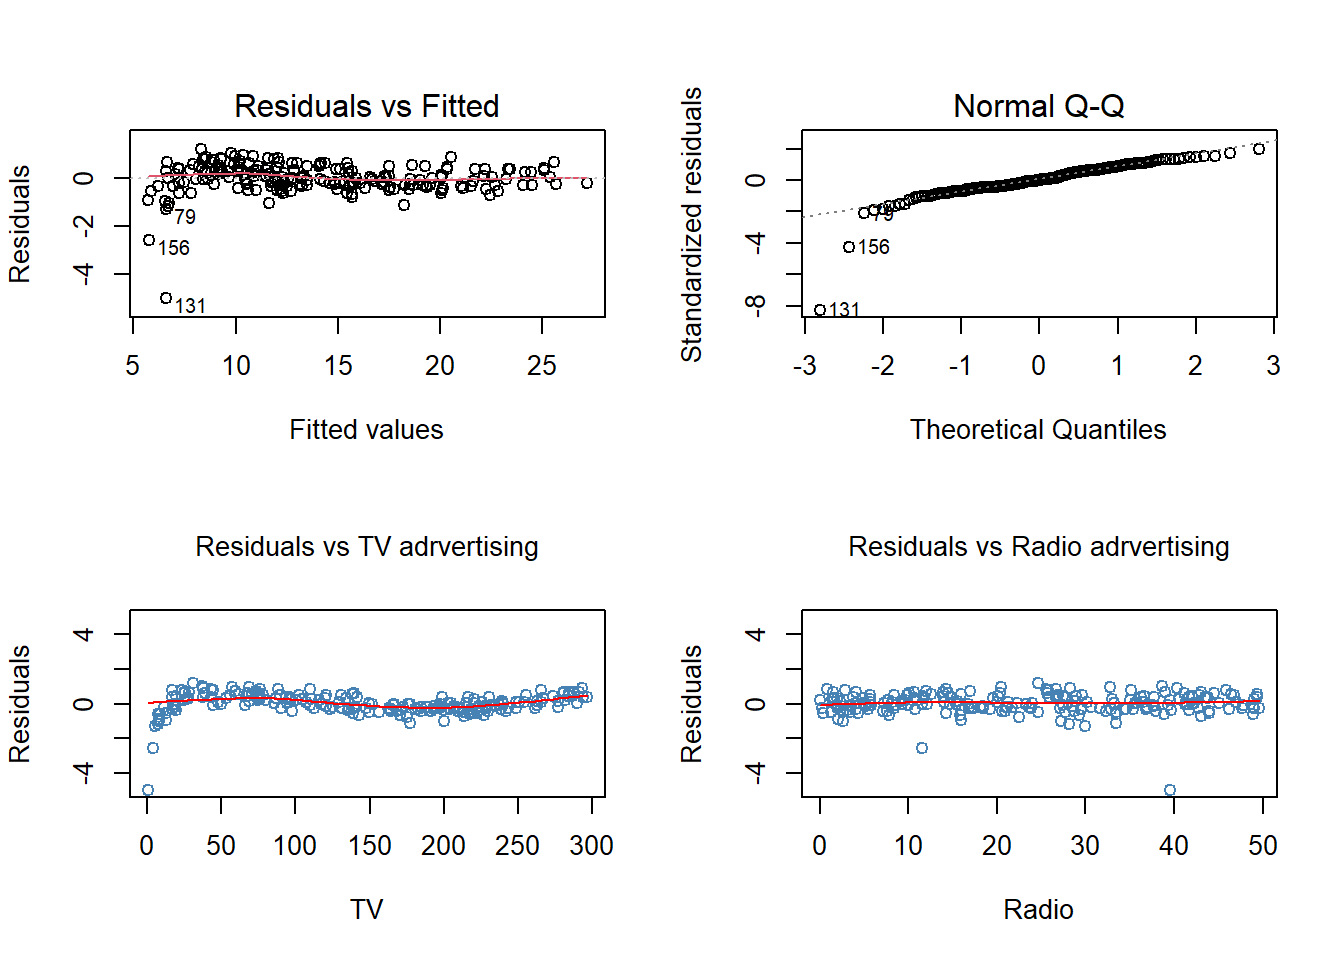 Residuals vs Fitted
Residuals
0
-2
-4
79
156
131
5 10 15 20 25
Fitted values
Normal Q-Q
Standardized residuals
0
-4
-8
79
156
131
-3 -2 -1 0 1 2 3
Theoretical Quantiles
Residuals vs TV adrvertising
Residuals
4
0
-4
0 50 100 150 200 250 300
TV
Residuals vs Radio adrvertising
Residuals
4
0
-4
0 10 20 30 40 50
Radio